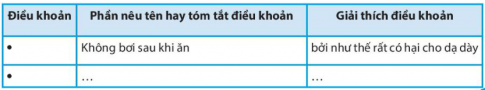 Điều khoản Phần nêu tên hay tóm tắt điều khoản Giải thích điều khoản
• Không bơi sau khi ăn bởi như thế rất có hại cho dạ dày
• … …